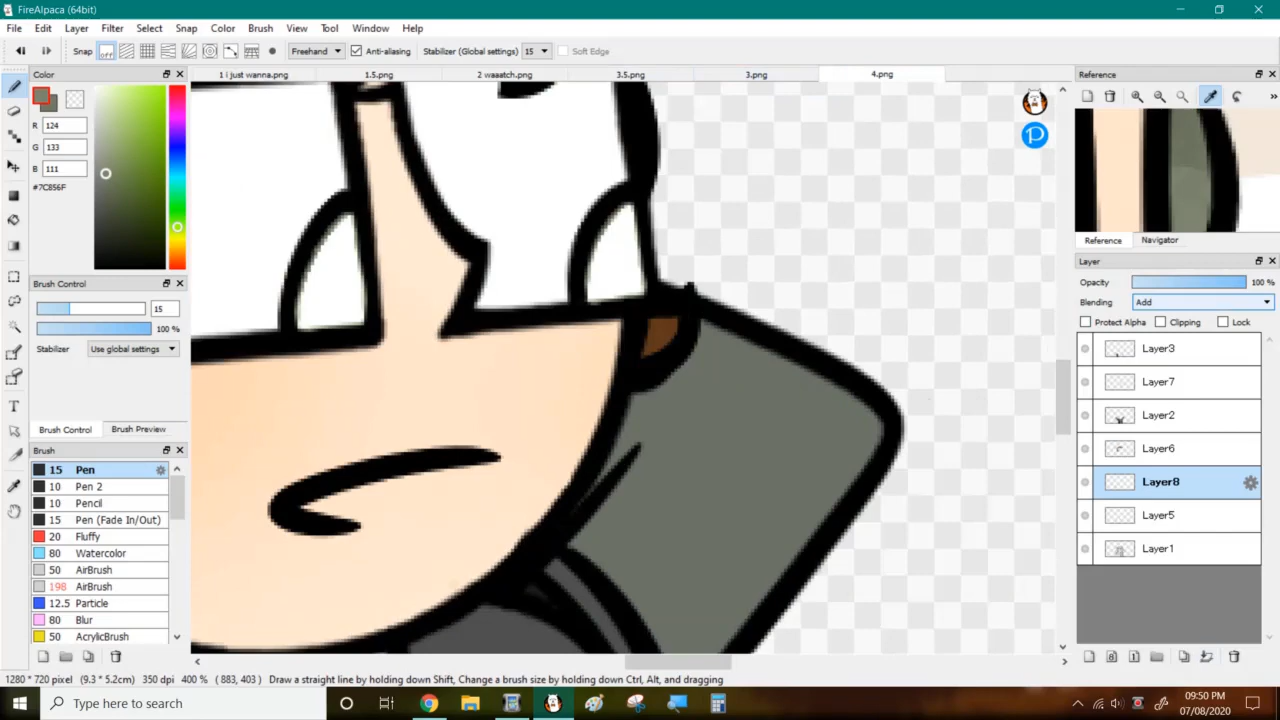 FireAlpaca (64bit)
File Edit Layer Filter Select Snap Color Brush View Tool Window Help
Snap off Freehand Anti-aliasing Stabilizer (Global settings) 15 Soft Edge
Color
1 i just wanna.png 1.5.png 2 waaatch.png 3.5.png 3.png 4.png
Reference
R 124
G 133
B 111
#7C856F
Reference Navigator
Layer
Opacity 100 %
Blending Add
Protect Alpha Clipping Lock
Brush Control
15
100 %
Stabilizer Use global settings
Layer3
Layer7
Layer2
Layer6
Layer8
Layer5
Layer1
Brush Control Brush Preview
Brush
15 Pen
10 Pen 2
10 Pencil
15 Pen (Fade In/Out)
20 Fluffy
80 Watercolor
50 AirBrush
198 AirBrush
12.5 Particle
80 Blur
50 AcrylicBrush
1280 * 720 pixel (9.3 * 5.2cm) 350 dpi 400 % ( 883, 403 ) Draw a straight line by holding down Shift, Change a brush size by holding down Ctrl, Alt, and dragging
Type here to search
09:50 PM
07/08/2020